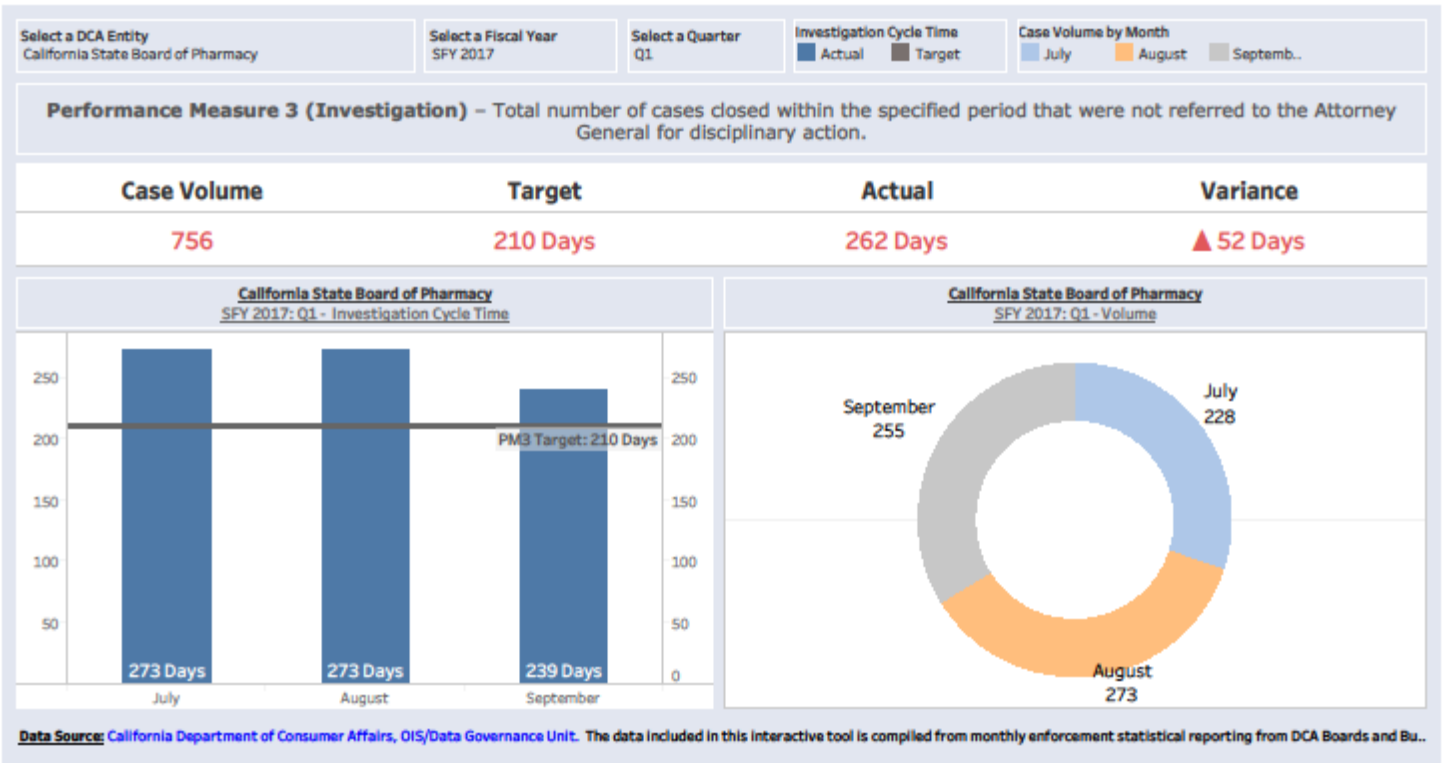 Select a DCA Entity
California State Board of Pharmacy
Select a Fiscal Year
SFY 2017
Select a Quarter
Q1
Investigation Cycle Time
Actual Target
Case Volume by Month
July August Septemb..
Performance Measure 3 (Investigation) – Total number of cases closed within the specified period that were not referred to the Attorney
General for disciplinary action.
Case Volume Target Actual Variance
756 210 Days 262 Days ▲ 52 Days
California State Board of Pharmacy
SFY 2017: Q1 - Investigation Cycle Time
250 250
200 200
150 150
100 100
50 50
0
PM3 Target: 210 Days
273 Days 273 Days 239 Days
July August September
California State Board of Pharmacy
SFY 2017: Q1 - Volume
July
228
September
255
August
273
Data Source: California Department of Consumer Affairs, OIS/Data Governance Unit. The data included in this interactive tool is compiled from monthly enforcement statistical reporting from DCA Boards and Bu..